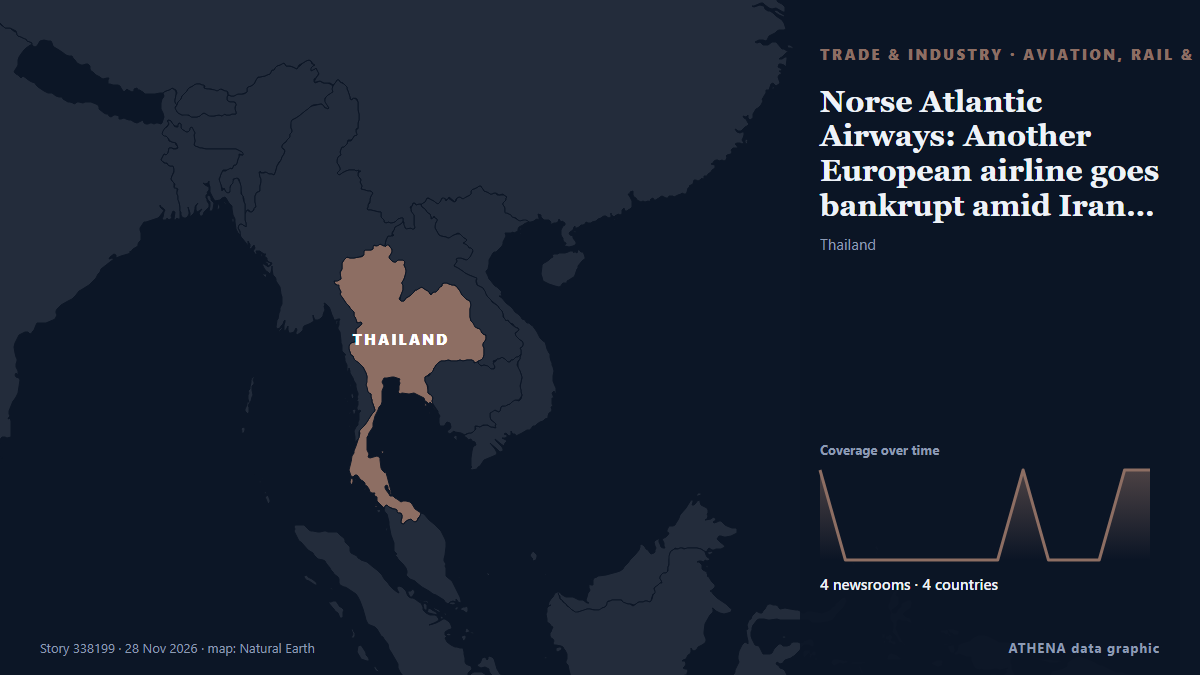 TRADE & INDUSTRY · AVIATION, RAIL &
Norse Atlantic
Airways: Another
European airline goes
bankrupt amid Iran...
Thailand
THAILAND
Coverage over time
4 newsrooms · 4 countries
Story 338199 · 28 Nov 2026 · map: Natural Earth
ATHENA data graphic